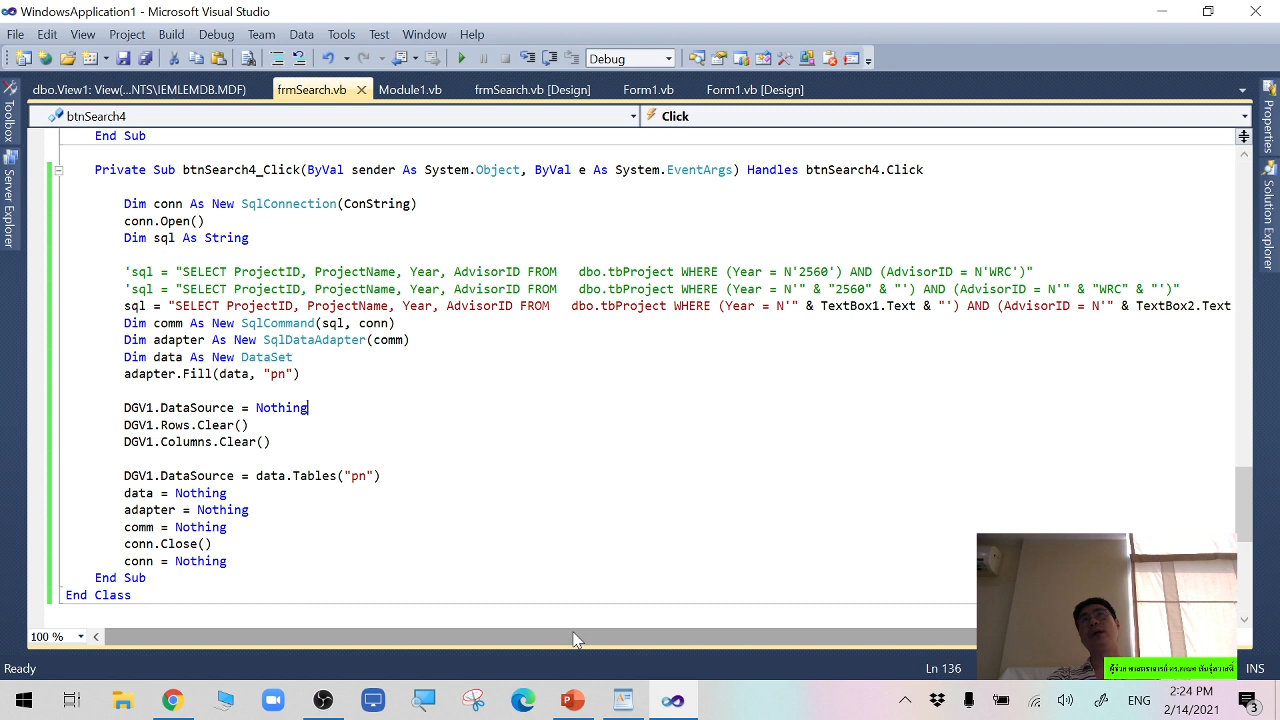 WindowsApplication1 - Microsoft Visual Studio
File Edit View Project Build Debug Team Data Tools Test Window Help
Debug
dbo.View1: View(...NTS\IEMLEMDB.MDF) frmSearch.vb Module1.vb frmSearch.vb [Design] Form1.vb Form1.vb [Design]
Toolbox
Server Explorer
Properties
Solution Explorer
btnSearch4 Click
End Sub
Private Sub btnSearch4_Click(ByVal sender As System.Object, ByVal e As System.EventArgs) Handles btnSearch4.Click
Dim conn As New SqlConnection(ConString)
conn.Open()
Dim sql As String
'sql = "SELECT ProjectID, ProjectName, Year, AdvisorID FROM   dbo.tbProject WHERE (Year = N'2560') AND (AdvisorID = N'WRC')"
'sql = "SELECT ProjectID, ProjectName, Year, AdvisorID FROM   dbo.tbProject WHERE (Year = N'" & "2560" & "') AND (AdvisorID = N'" & "WRC" & "')"
sql = "SELECT ProjectID, ProjectName, Year, AdvisorID FROM   dbo.tbProject WHERE (Year = N'" & TextBox1.Text & "') AND (AdvisorID = N'" & TextBox2.Text
Dim comm As New SqlCommand(sql, conn)
Dim adapter As New SqlDataAdapter(comm)
Dim data As New DataSet
adapter.Fill(data, "pn")
DGV1.DataSource = Nothing
DGV1.Rows.Clear()
DGV1.Columns.Clear()
DGV1.DataSource = data.Tables("pn")
data = Nothing
adapter = Nothing
comm = Nothing
conn.Close()
conn = Nothing
End Sub
End Class
100 %
Ready Ln 136 INS
ENG
2:24 PM
2/14/2021
3